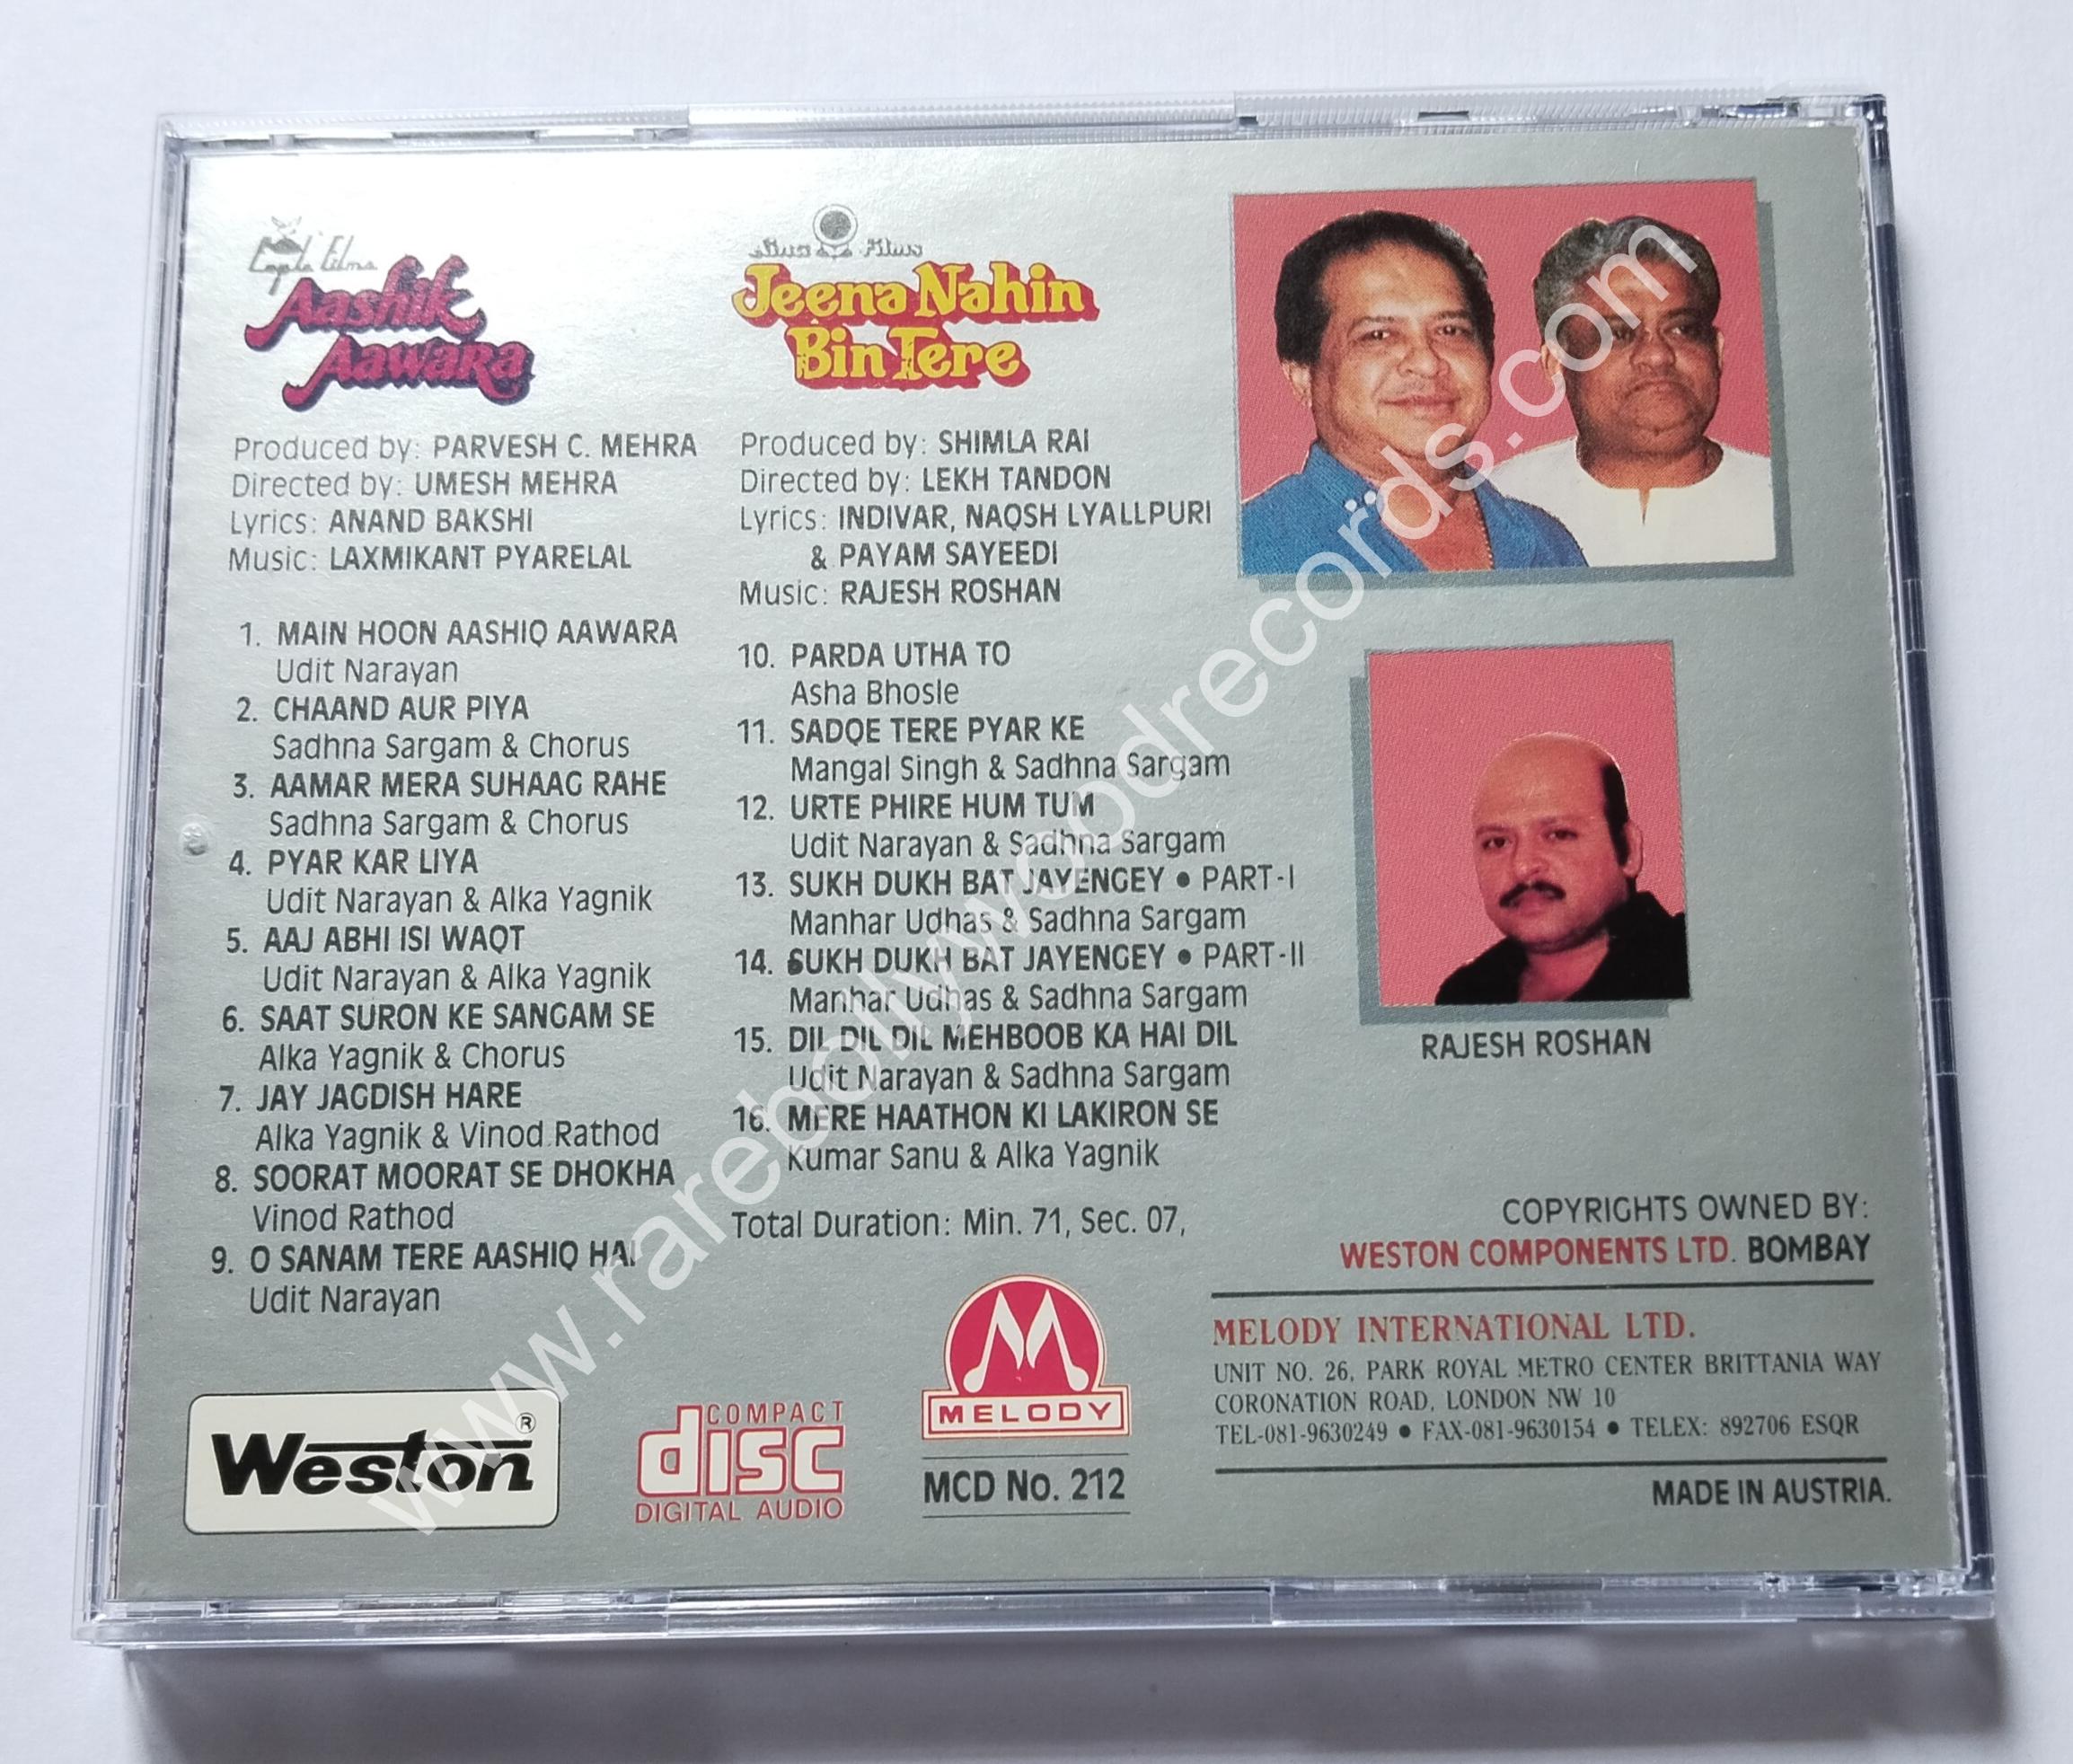 Eagle Films
Aashik
Aawara
Produced by: PARVESH C. MEHRA
Directed by: UMESH MEHRA
Lyrics: ANAND BAKSHI
Music: LAXMIKANT PYARELAL
1. MAIN HOON AASHIQ AAWARA
Udit Narayan
2. CHAAND AUR PIYA
Sadhna Sargam & Chorus
3. AAMAR MERA SUHAAG RAHE
Sadhna Sargam & Chorus
4. PYAR KAR LIYA
Udit Narayan & Alka Yagnik
5. AAJ ABHI ISI WAQT
Udit Narayan & Alka Yagnik
6. SAAT SURON KE SANGAM SE
Alka Yagnik & Chorus
7. JAY JAGDISH HARE
Alka Yagnik & Vinod Rathod
8. SOORAT MOORAT SE DHOKHA
Vinod Rathod
9. O SANAM TERE AASHIQ HAI
Udit Narayan
Films
Jeena Nahin
Bin Tere
Produced by: SHIMLA RAI
Directed by: LEKH TANDON
Lyrics: INDIVAR, NAQSH LYALLPURI
& PAYAM SAYEEDI
Music: RAJESH ROSHAN
10. PARDA UTHA TO
Asha Bhosle
11. SADQE TERE PYAR KE
Mangal Singh & Sadhna Sargam
12. URTE PHIRE HUM TUM
Udit Narayan & Sadhna Sargam
13. SUKH DUKH BAT JAYENGEY • PART-I
Manhar Udhas & Sadhna Sargam
14. SUKH DUKH BAT JAYENGEY • PART-II
Manhar Udhas & Sadhna Sargam
15. DIL DIL DIL MEHBOOB KA HAI DIL
Udit Narayan & Sadhna Sargam
16. MERE HAATHON KI LAKIRON SE
Kumar Sanu & Alka Yagnik
Total Duration: Min. 71, Sec. 07,
RAJESH ROSHAN
COPYRIGHTS OWNED BY:
WESTON COMPONENTS LTD. BOMBAY
MELODY INTERNATIONAL LTD.
UNIT NO. 26, PARK ROYAL METRO CENTER BRITTANIA WAY
CORONATION ROAD, LONDON NW 10
TEL-081-9630249 • FAX-081-9630154 • TELEX: 892706 ESQR
MADE IN AUSTRIA.
Weston ®
COMPACT
disc
DIGITAL AUDIO
MELODY
MCD No. 212
www.rarebollywoodrecords.com